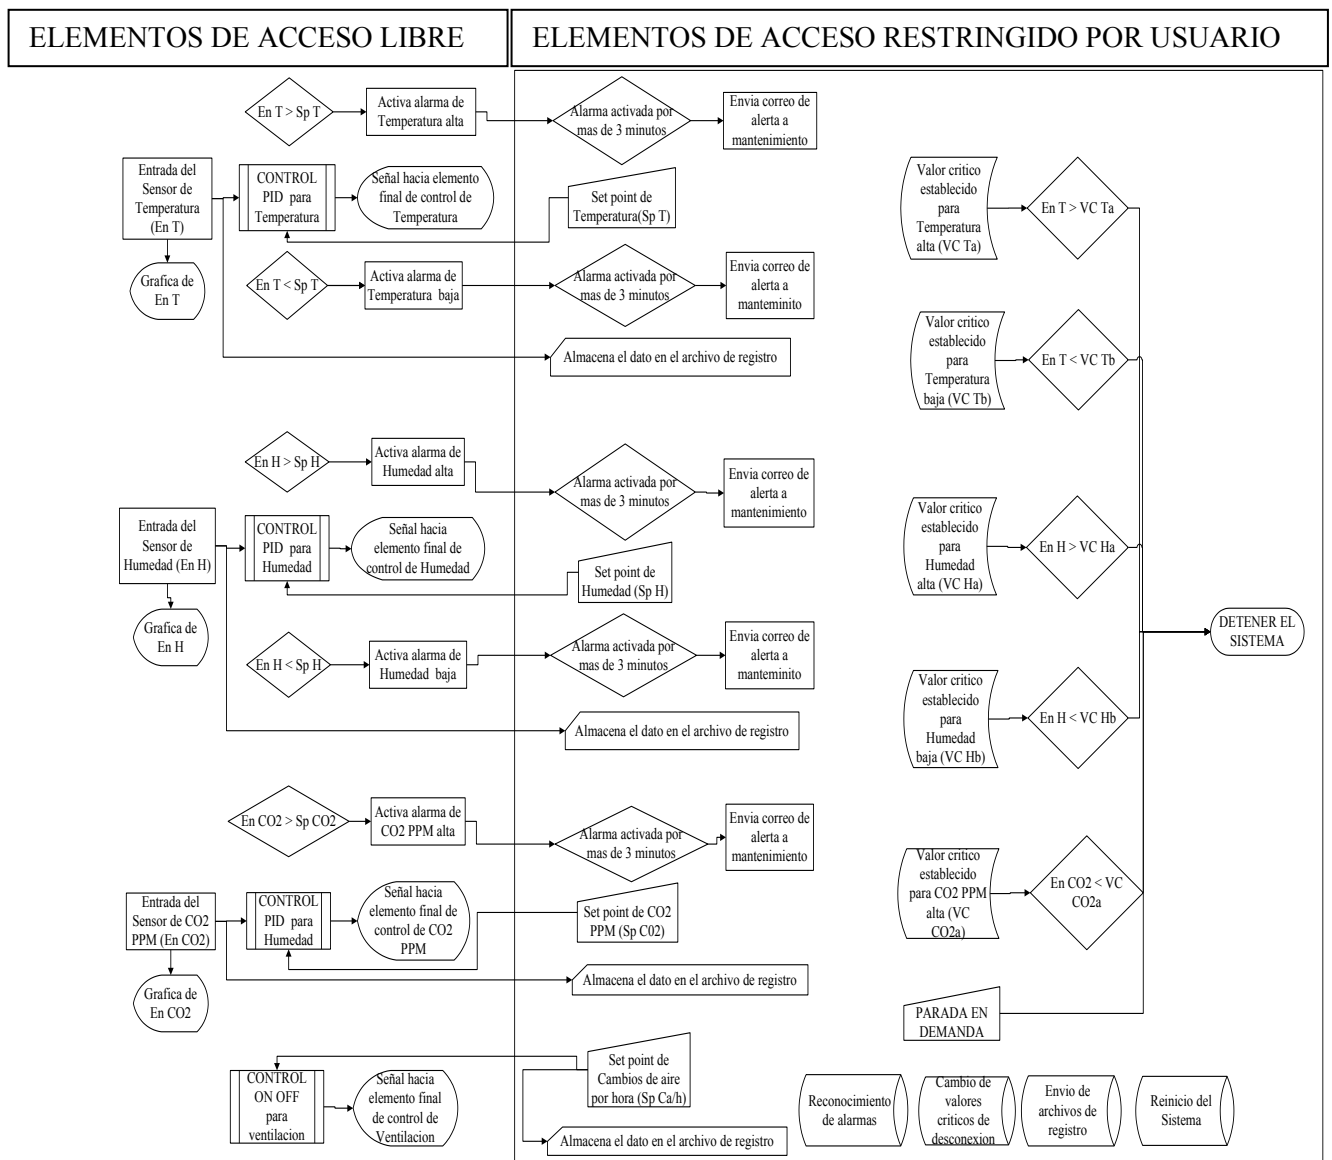 ELEMENTOS DE ACCESO LIBRE
ELEMENTOS DE ACCESO RESTRINGIDO POR USUARIO
En T > Sp T
Activa alarma de
Temperatura alta
Alarma activada por
mas de 3 minutos
Envia correo de
alerta a
mantenimiento
Entrada del
Sensor de
Temperatura
(En T)
CONTROL
PID para
Temperatura
Señal hacia elemento
final de control de
Temperatura
Set point de
Temperatura(Sp T)
Valor critico
establecido
para
Temperatura
alta (VC Ta)
En T > VC Ta
Grafica de
En T
En T < Sp T
Activa alarma de
Temperatura baja
Alarma activada por
mas de 3 minutos
Envia correo de
alerta a
manteminito
Almacena el dato en el archivo de registro
Valor critico
establecido
para
Temperatura
baja (VC Tb)
En T < VC Tb
En H > Sp H
Activa alarma de
Humedad alta
Alarma activada por
mas de 3 minutos
Envia correo de
alerta a
mantenimiento
Entrada del
Sensor de
Humedad (En H)
CONTROL
PID para
Humedad
Señal hacia
elemento final de
control de Humedad
Set point de
Humedad (Sp H)
Valor critico
establecido
para
Humedad
alta (VC Ha)
En H > VC Ha
Grafica de
En H
En H < Sp H
Activa alarma de
Humedad baja
Alarma activada por
mas de 3 minutos
Envia correo de
alerta a
manteminito
DETENER EL
SISTEMA
Almacena el dato en el archivo de registro
Valor critico
establecido
para
Humedad
baja (VC Hb)
En H < VC Hb
En CO2 > Sp CO2
Activa alarma de
CO2 PPM alta
Alarma activada por
mas de 3 minutos
Envia correo de
alerta a
mantenimiento
Entrada del
Sensor de CO2
PPM (En CO2)
CONTROL
PID para
Humedad
Señal hacia
elemento final de
control de CO2
PPM
Set point de CO2
PPM (Sp C02)
Valor critico
establecido
para CO2 PPM
alta (VC
CO2a)
En CO2 < VC
CO2a
Grafica de
En CO2
Almacena el dato en el archivo de registro
PARADA EN
DEMANDA
CONTROL
ON OFF
para
ventilacion
Señal hacia
elemento final
de control de
Ventilacion
Set point de
Cambios de aire
por hora (Sp Ca/h)
Almacena el dato en el archivo de registro
Reconocimiento
de alarmas
Cambio de
valores
criticos de
desconexion
Envio de
archivos de
registro
Reinicio del
Sistema